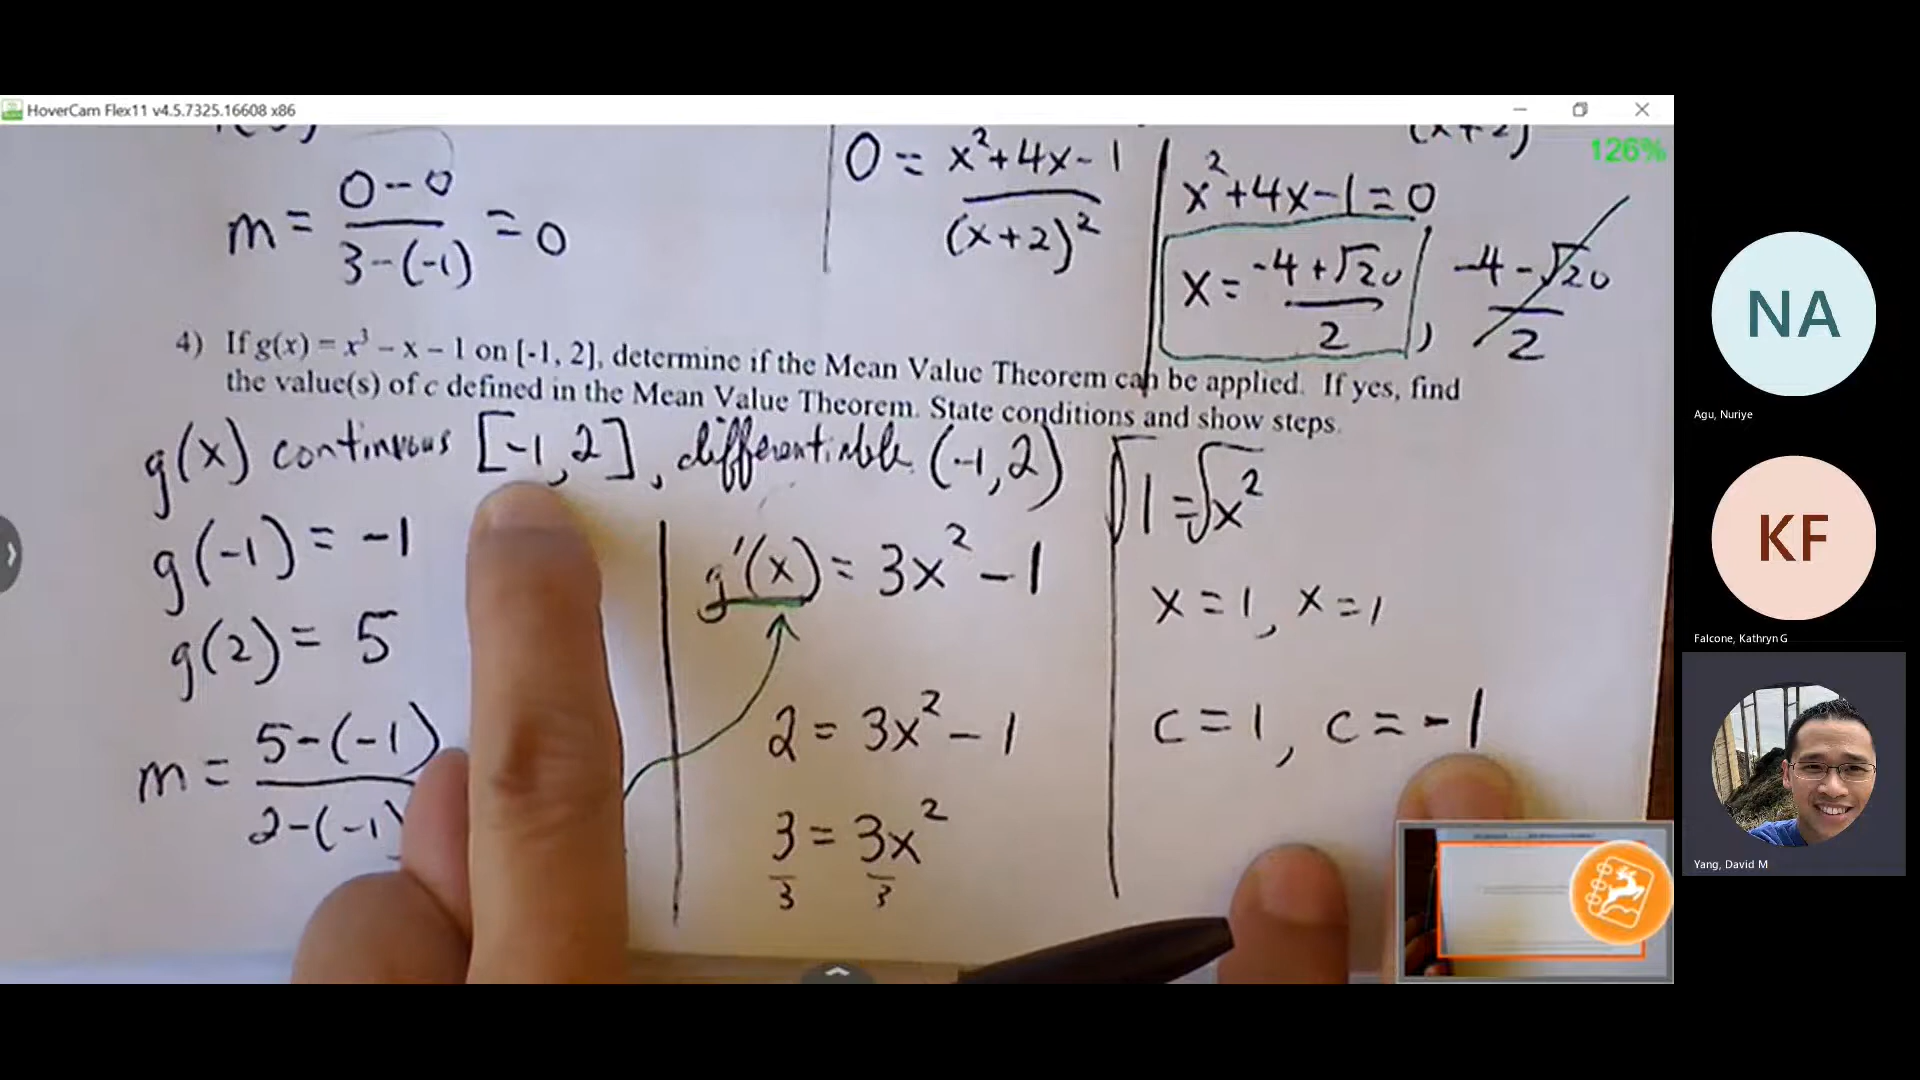 HoverCam Flex11 v4.5.7325.16608 x86
126%
m = 0-0 / 3-(-1) = 0
0 = x²+4x-1 / (x+2)²
(x+2)
x²+4x-1=0
x = -4+√20 / 2 , -4-√20 / 2
4) If g(x) = x³ – x – 1 on [-1, 2], determine if the Mean Value Theorem can be applied. If yes, find
the value(s) of c defined in the Mean Value Theorem. State conditions and show steps.
g(x) continuous [-1,2], differentiable (-1,2)
g(-1) = -1
g(2) = 5
m = 5-(-1) / 2-(-1)
g'(x) = 3x²-1
2 = 3x²-1
3 = 3x²
3 3
√1 = √x²
x = 1, x = 1
c = 1, c = -1
NA
Agu, Nuriye
KF
Falcone, Kathryn G
Yang, David M